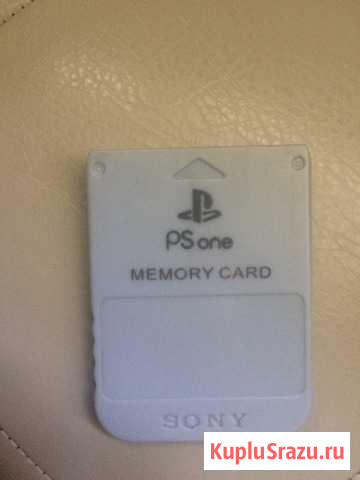 PS one
MEMORY CARD
SONY
KupluSrazu.ru